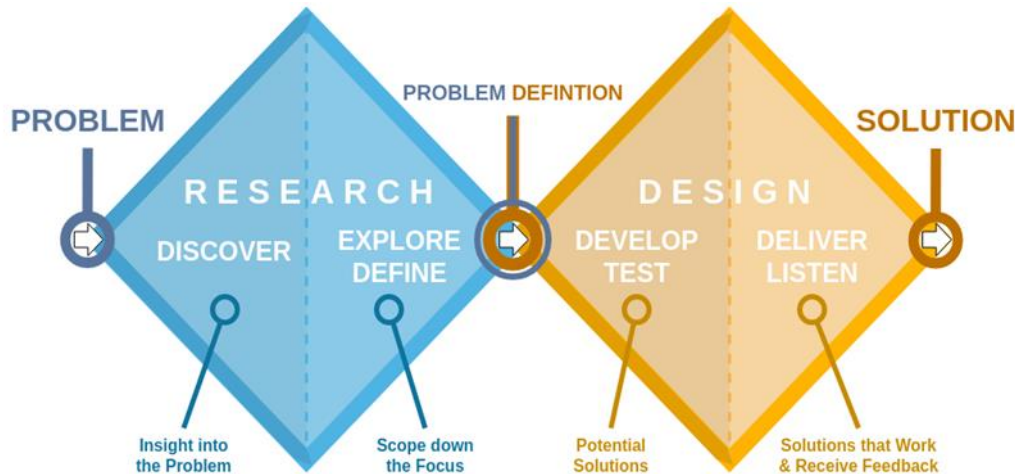 PROBLEM DEFINTION
PROBLEM
SOLUTION
RESEARCH
DESIGN
DISCOVER
EXPLORE
DEFINE
DEVELOP
TEST
DELIVER
LISTEN
Insight into
the Problem
Scope down
the Focus
Potential
Solutions
Solutions that Work
& Receive Feedback